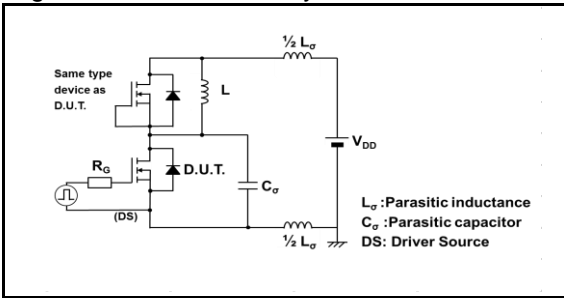 ½ Lσ
Same type
device as
D.U.T.
L
VDD
RG
D.U.T.
Cσ
(DS)
½ Lσ
Lσ :Parasitic inductance
Cσ :Parasitic capacitor
DS: Driver Source